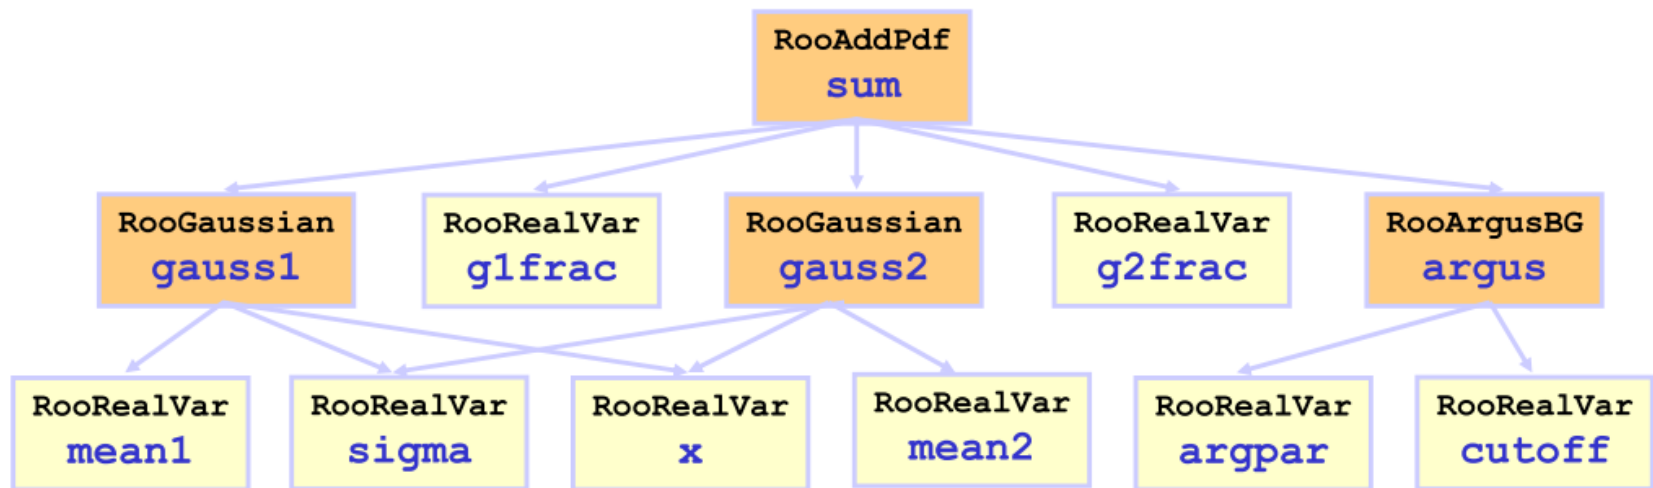 RooAddPdf
sum
RooGaussian
gauss1
RooRealVar
g1frac
RooGaussian
gauss2
RooRealVar
g2frac
RooArgusBG
argus
RooRealVar
mean1
RooRealVar
sigma
RooRealVar
x
RooRealVar
mean2
RooRealVar
argpar
RooRealVar
cutoff